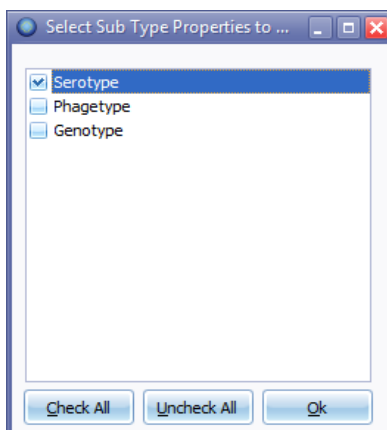 Select Sub Type Properties to ...
Serotype
Phagetype
Genotype
Check All Uncheck All Ok